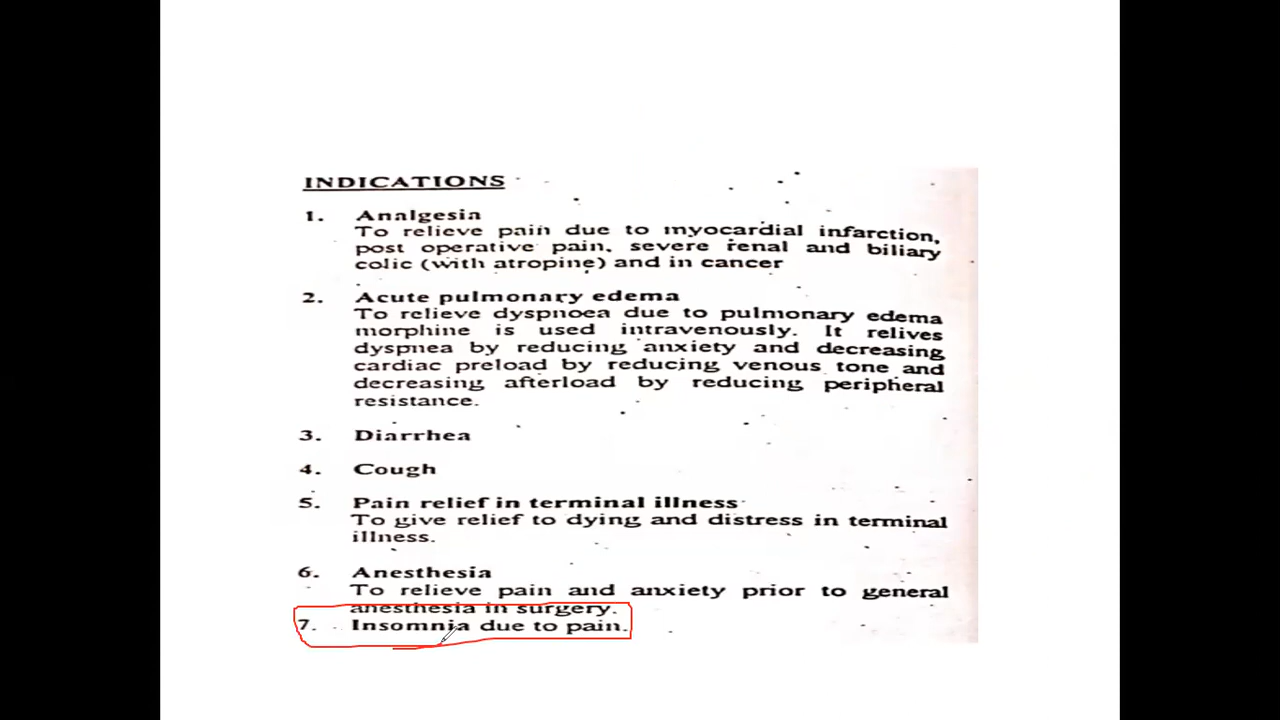 INDICATIONS
1. Analgesia
To relieve pain due to myocardial infarction,
post operative pain, severe renal and biliary
colic (with atropine) and in cancer
2. Acute pulmonary edema
To relieve dyspnoea due to pulmonary edema
morphine is used intravenously. It relives
dyspnea by reducing anxiety and decreasing
cardiac preload by reducing venous tone and
decreasing afterload by reducing peripheral
resistance.
3. Diarrhea
4. Cough
5. Pain relief in terminal illness
To give relief to dying and distress in terminal
illness.
6. Anesthesia
To relieve pain and anxiety prior to general
anesthesia in surgery.
7. Insomnia due to pain.